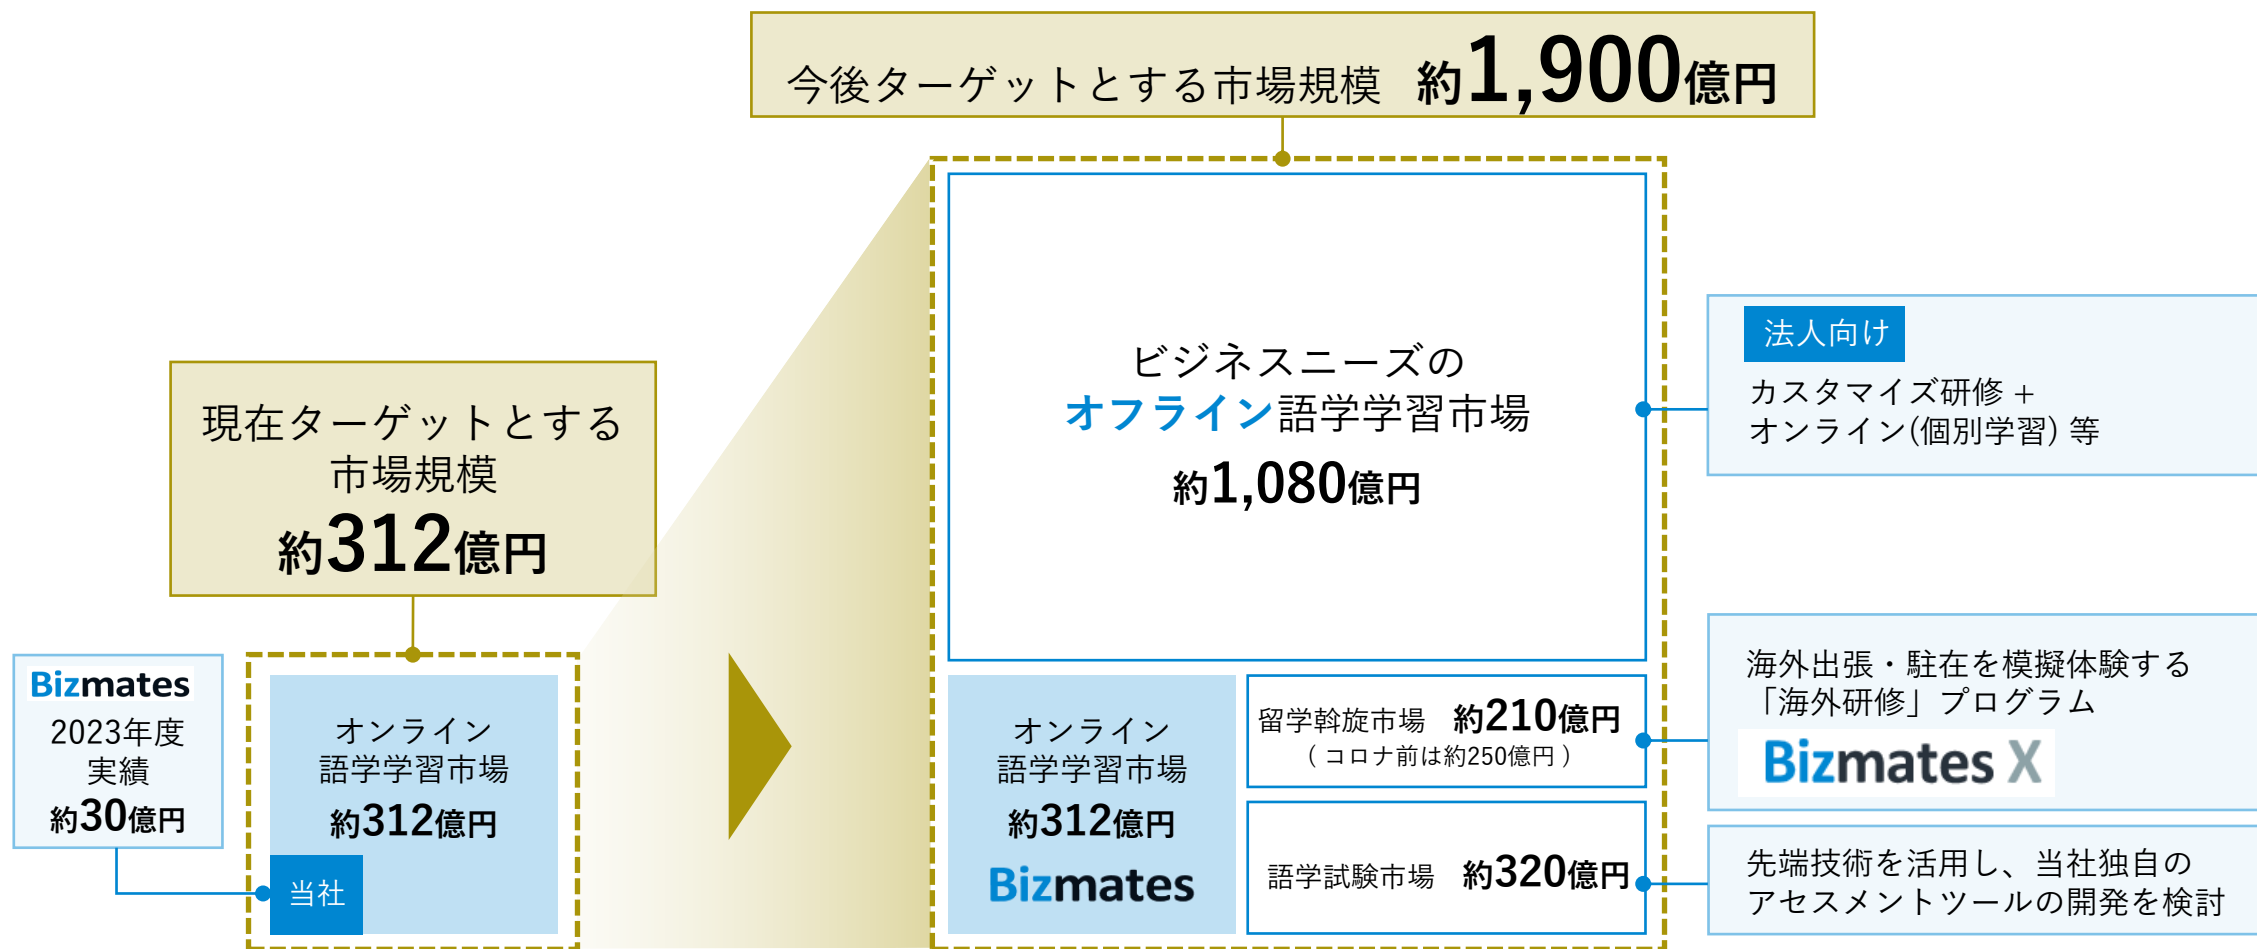 今後ターゲットとする市場規模 約1,900億円
現在ターゲットとする
市場規模
約312億円
Bizmates
2023年度
実績
約30億円
オンライン
語学学習市場
約312億円
当社
ビジネスニーズの
オフライン語学学習市場
約1,080億円
オンライン
語学学習市場
約312億円
Bizmates
留学斡旋市場 約210億円
( コロナ前は約250億円 )
語学試験市場 約320億円
法人向け
カスタマイズ研修 +
オンライン(個別学習) 等
海外出張・駐在を模擬体験する
「海外研修」プログラム
Bizmates X
先端技術を活用し、当社独自の
アセスメントツールの開発を検討